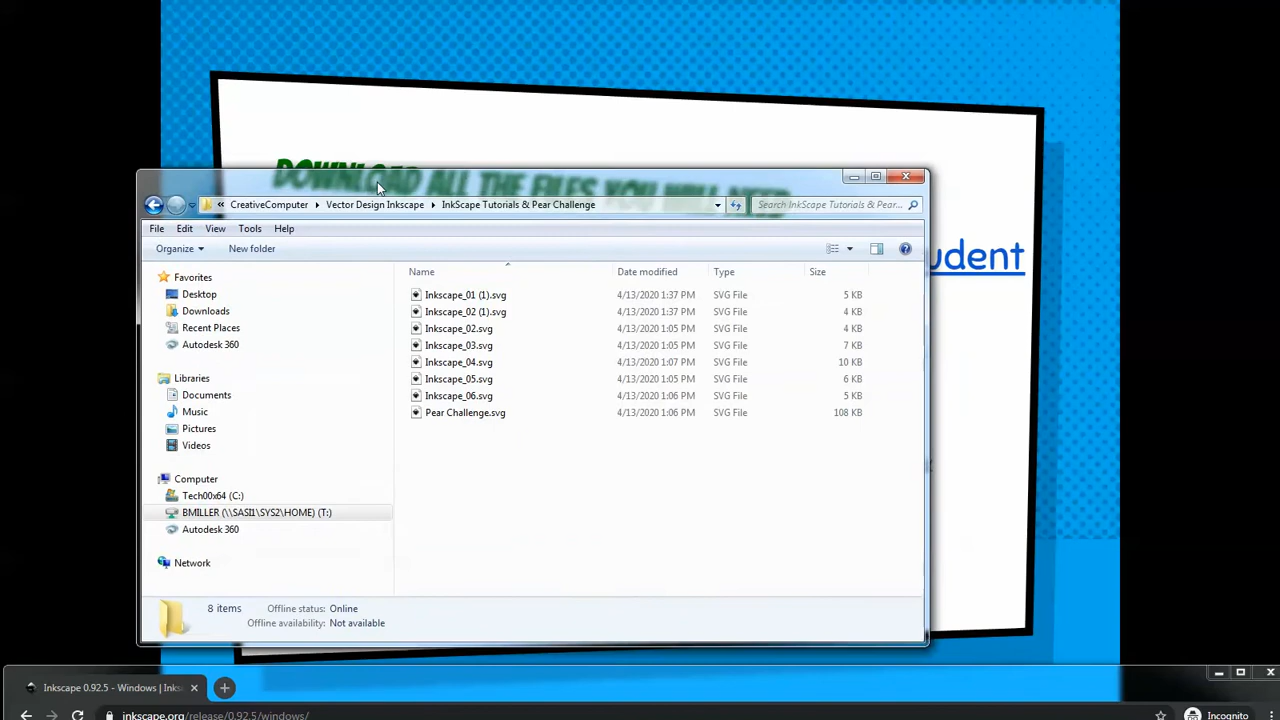 DOWNLOAD ALL THE FILES YOU WILL NEED
« CreativeComputer Vector Design Inkscape InkScape Tutorials & Pear Challenge Search InkScape Tutorials & Pear...
File Edit View Tools Help
Organize New folder
udent
Name Date modified Type Size
Favorites
Desktop
Downloads
Recent Places
Autodesk 360
Libraries
Documents
Music
Pictures
Videos
Computer
Tech00x64 (C:)
BMILLER (\\SASI1\SYS2\HOME) (T:)
Autodesk 360
Network
Inkscape_01 (1).svg 4/13/2020 1:37 PM SVG File 5 KB
Inkscape_02 (1).svg 4/13/2020 1:37 PM SVG File 4 KB
Inkscape_02.svg 4/13/2020 1:05 PM SVG File 4 KB
Inkscape_03.svg 4/13/2020 1:05 PM SVG File 7 KB
Inkscape_04.svg 4/13/2020 1:07 PM SVG File 10 KB
Inkscape_05.svg 4/13/2020 1:05 PM SVG File 6 KB
Inkscape_06.svg 4/13/2020 1:06 PM SVG File 5 KB
Pear Challenge.svg 4/13/2020 1:06 PM SVG File 108 KB
8 items Offline status: Online
Offline availability: Not available
Inkscape 0.92.5 - Windows | Inks
inkscape.org/release/0.92.5/windows/ Incognito